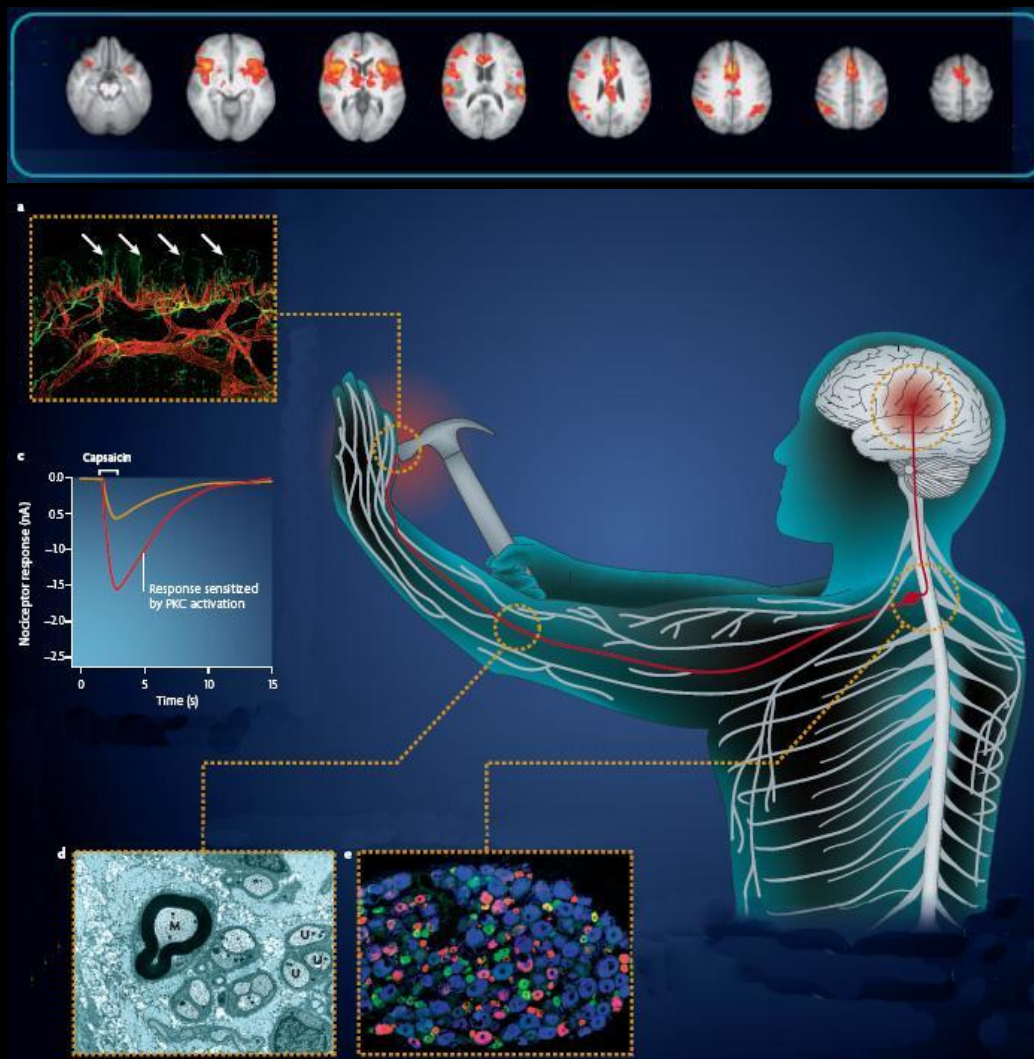 a
c
Capsaicin
Nociceptor response (nA)
0.0
0.5
–1.0
–1.5
–2.0
–2.5
Response sensitized
by PKC activation
0
5
10
15
Time (s)
d
e
M
U
U
U